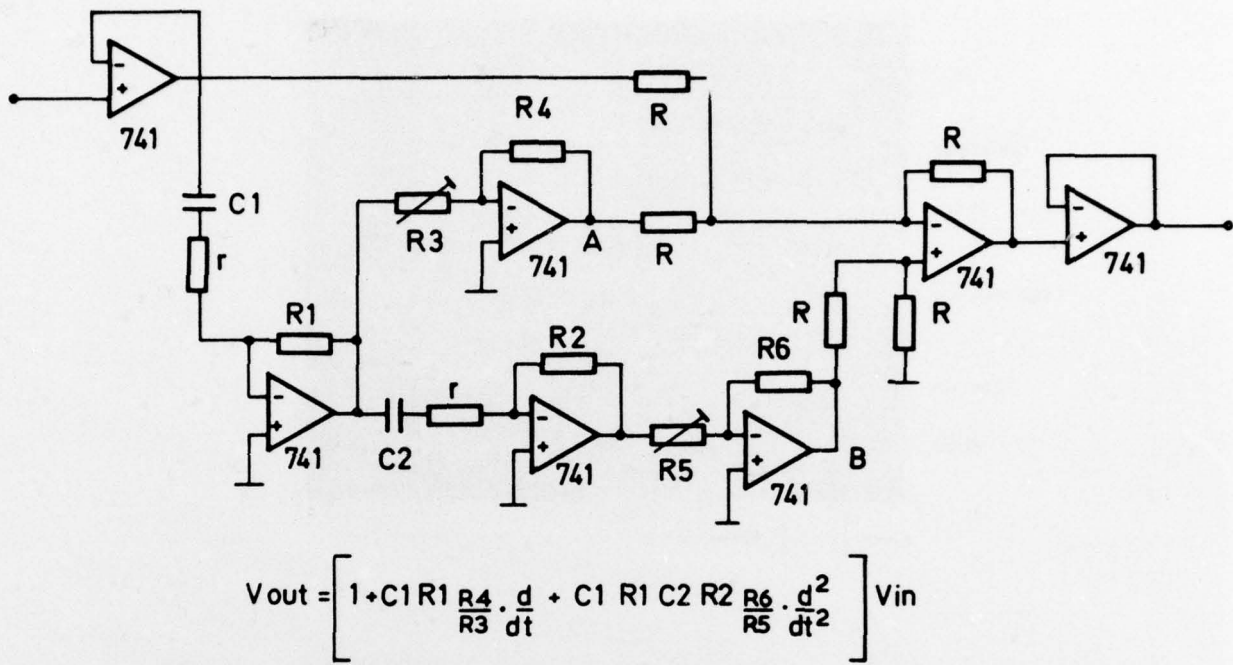 741
R
R4
C1
R3
741
A
R
R
741
741
r
R1
R
R
R2
R6
r
741
C2
741
R5
741
B
Vout = [ 1 + C1 R1 R4/R3 · d/dt + C1 R1 C2 R2 R6/R5 · d²/dt² ] Vin